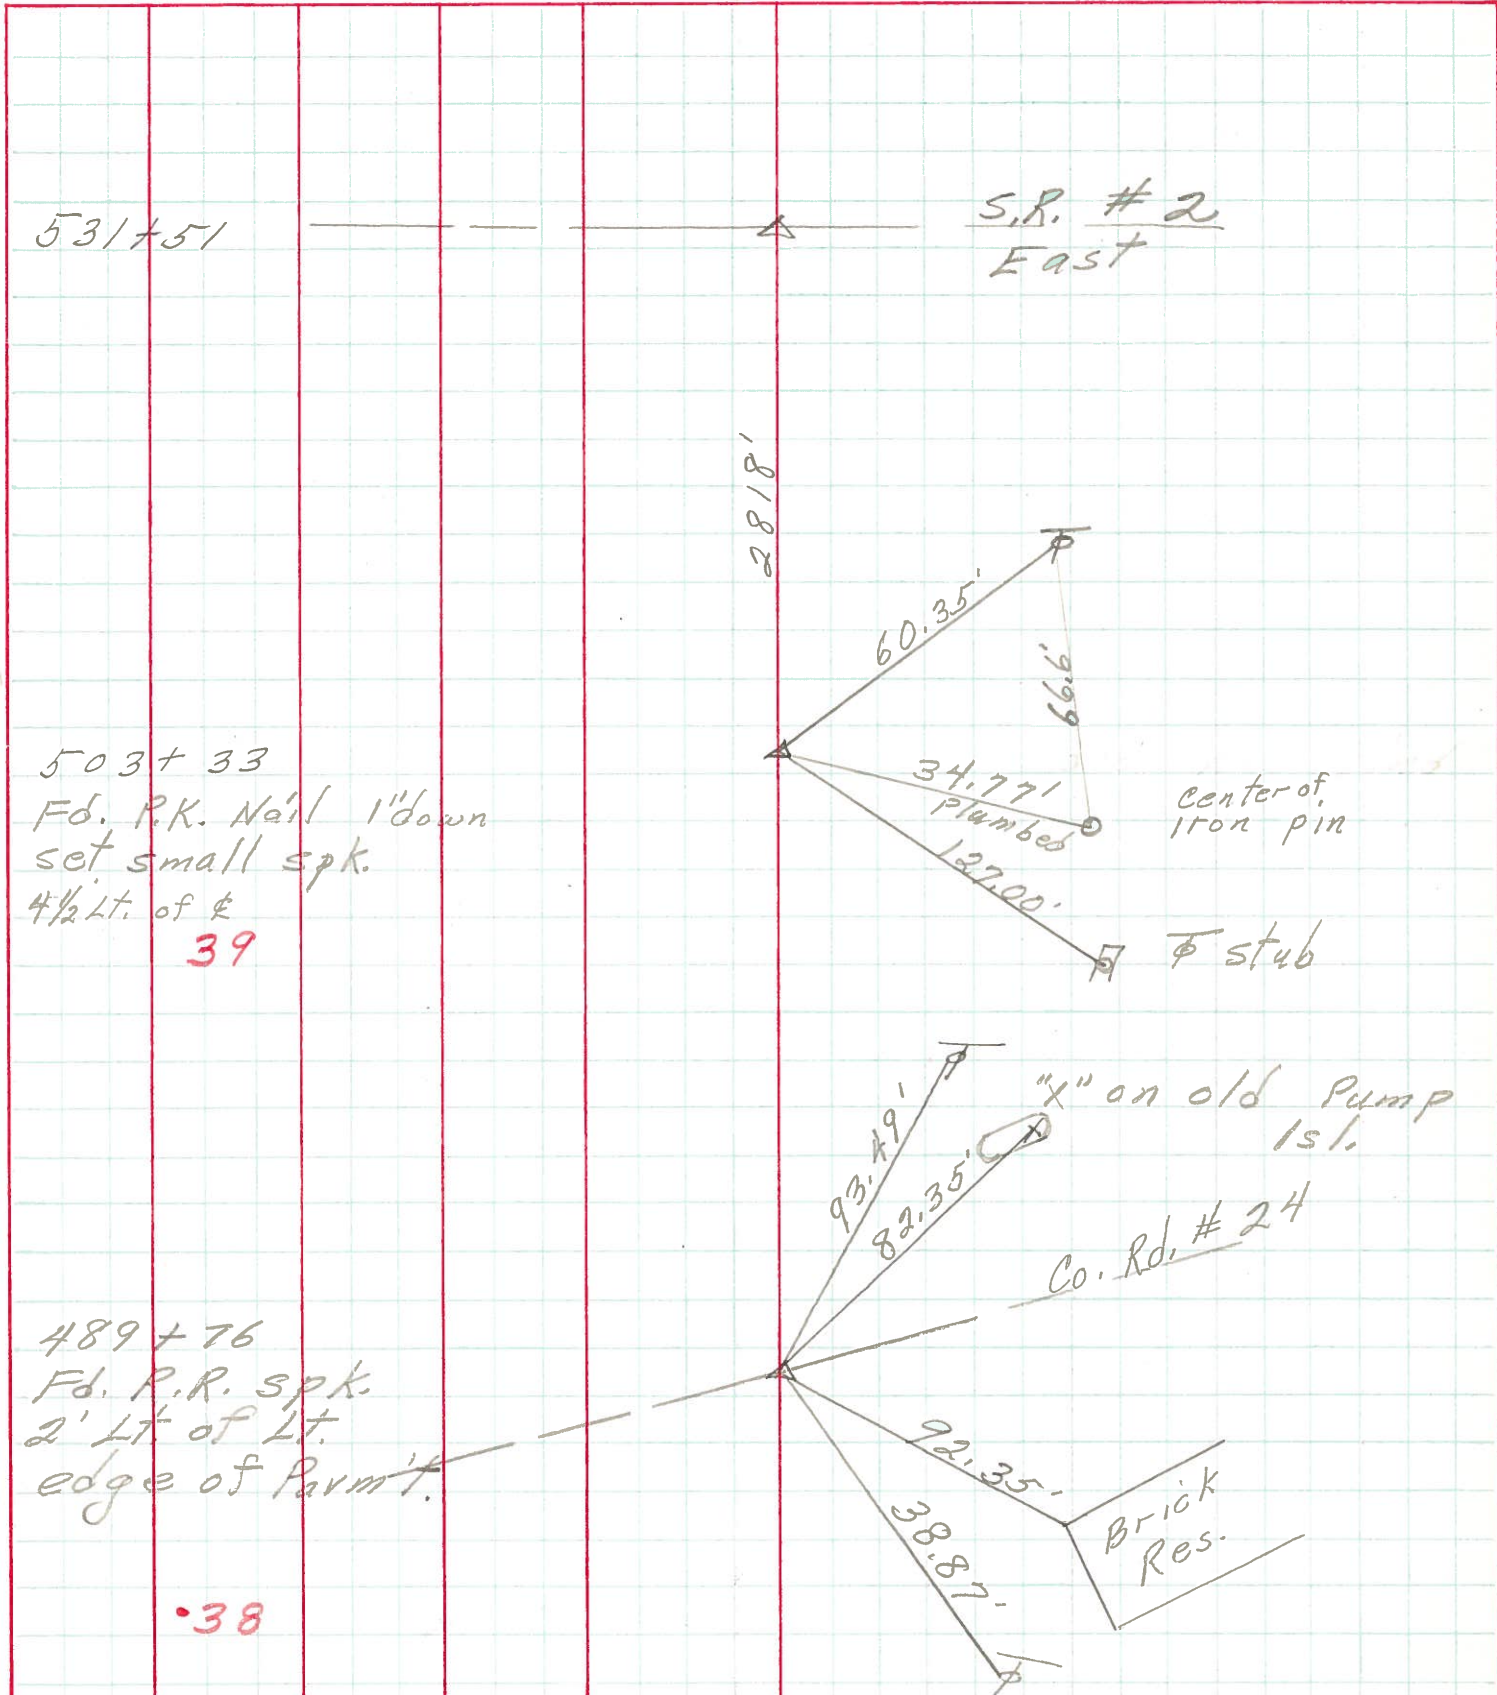 531+51
S.R. # 2
East
2818'
60.35'
66.6'
503+33
Fd. P.K. Nail 1" down
set small spk.
4½ Lt. of ℄
39
34.77'
Plumbed
center of
iron pin
127.00'
stub
"X" on old Pump
Isl.
93.49'
82.35'
Co. Rd. # 24
489+76
Fd. P.R. spk.
2' Lt of Lt.
edge of Pavm't.
92.35'
Brick
Res.
38.87'
38